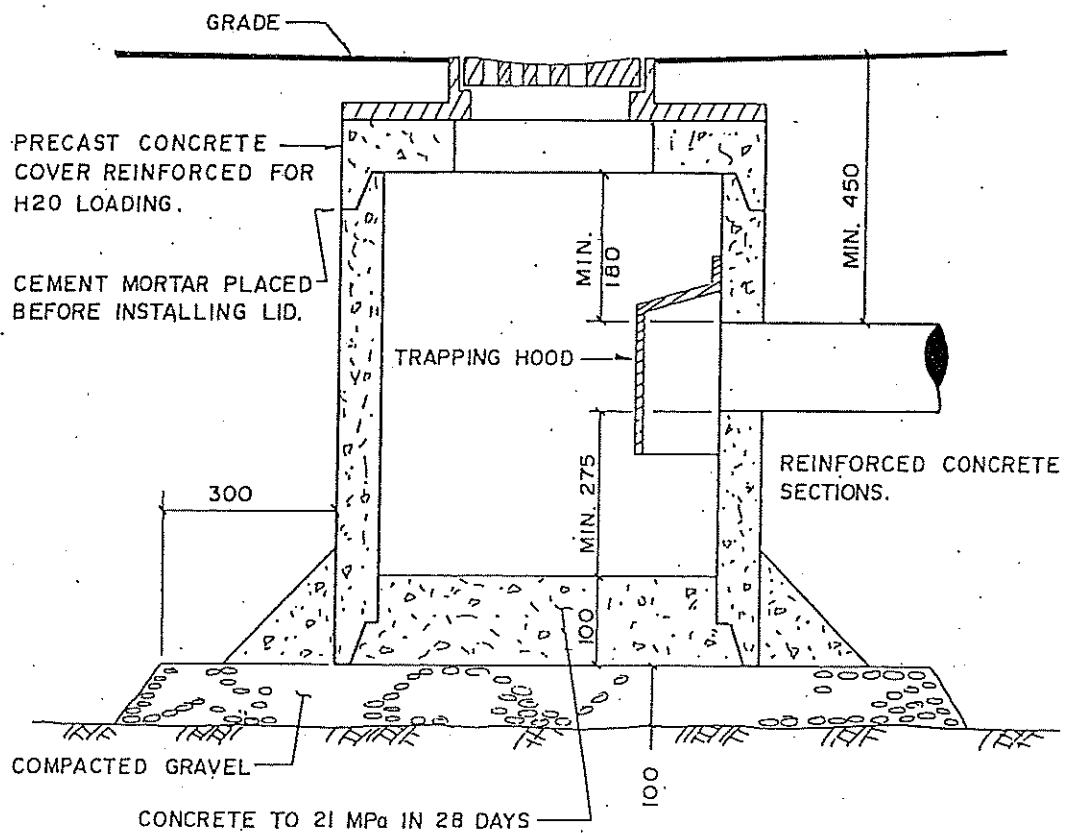 GRADE
PRECAST CONCRETE
COVER REINFORCED FOR
H20 LOADING.
CEMENT MORTAR PLACED
BEFORE INSTALLING LID.
MIN.
180
MIN. 450
TRAPPING HOOD
300
MIN. 275
REINFORCED CONCRETE
SECTIONS.
100
COMPACTED GRAVEL
100
CONCRETE TO 21 MPa IN 28 DAYS